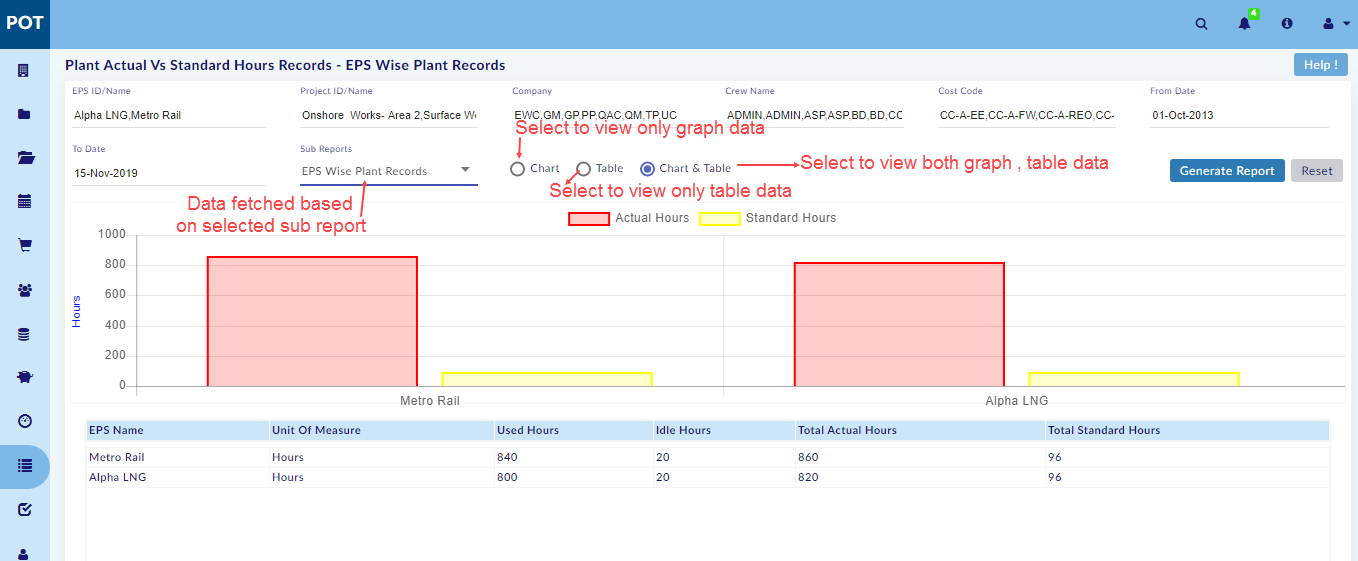 POT
4
Plant Actual Vs Standard Hours Records - EPS Wise Plant Records
Help !
EPS ID/Name
Project ID/Name
Company
Crew Name
Cost Code
From Date
Alpha LNG,Metro Rail
Onshore Works- Area 2,Surface Wo
EWC,GM,GP,PP,QAC,QM,TP,UC
ADMIN,ADMIN,ASP,ASP,BD,BD,CC
CC-A-EE,CC-A-FW,CC-A-REO,CC-
01-Oct-2013
Select to view only graph data
To Date
Sub Reports
15-Nov-2019
EPS Wise Plant Records
Chart
Table
Chart & Table
Select to view both graph , table data
Generate Report
Reset
Select to view only table data
Data fetched based
on selected sub report
Actual Hours
Standard Hours
1000
800
600
400
200
0
Hours
Metro Rail
Alpha LNG
EPS Name
Unit Of Measure
Used Hours
Idle Hours
Total Actual Hours
Total Standard Hours
Metro Rail
Hours
840
20
860
96
Alpha LNG
Hours
800
20
820
96